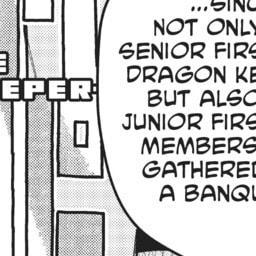 E
EPER
...SINC
NOT ONLY
SENIOR FIRS
DRAGON KE
BUT ALSO
JUNIOR FIRS
MEMBERS
GATHERED
A BANQU